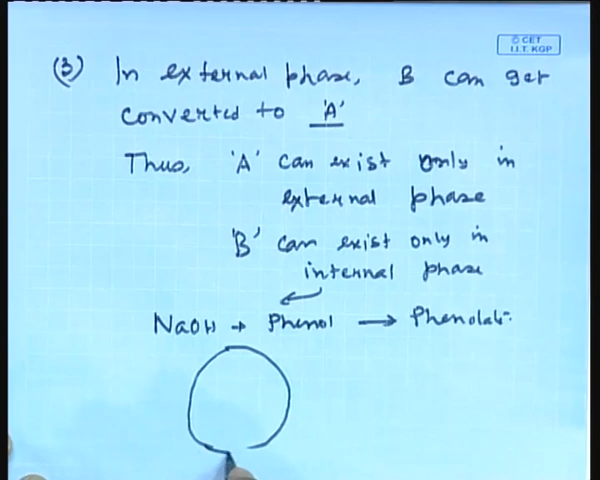 © CET
I.I.T. KGP
(3) In external phase, B can get
converted to 'A'
Thus, 'A' can exist only in
external phase
'B' can exist only in
internal phase
NaOH + Phenol → Phenolate